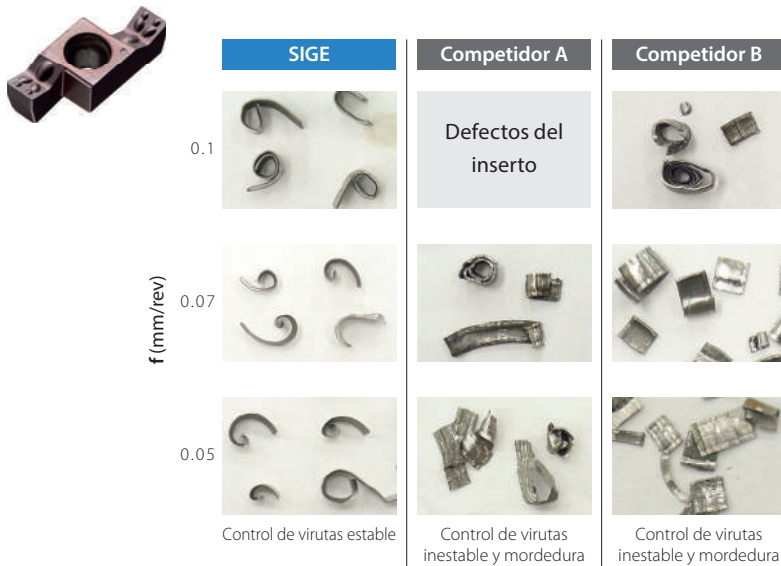 SIGE
Competidor A
Competidor B
0.1
Defectos del
inserto
0.07
f (mm/rev)
0.05
Control de virutas estable
Control de virutas
inestable y mordedura
Control de virutas
inestable y mordedura